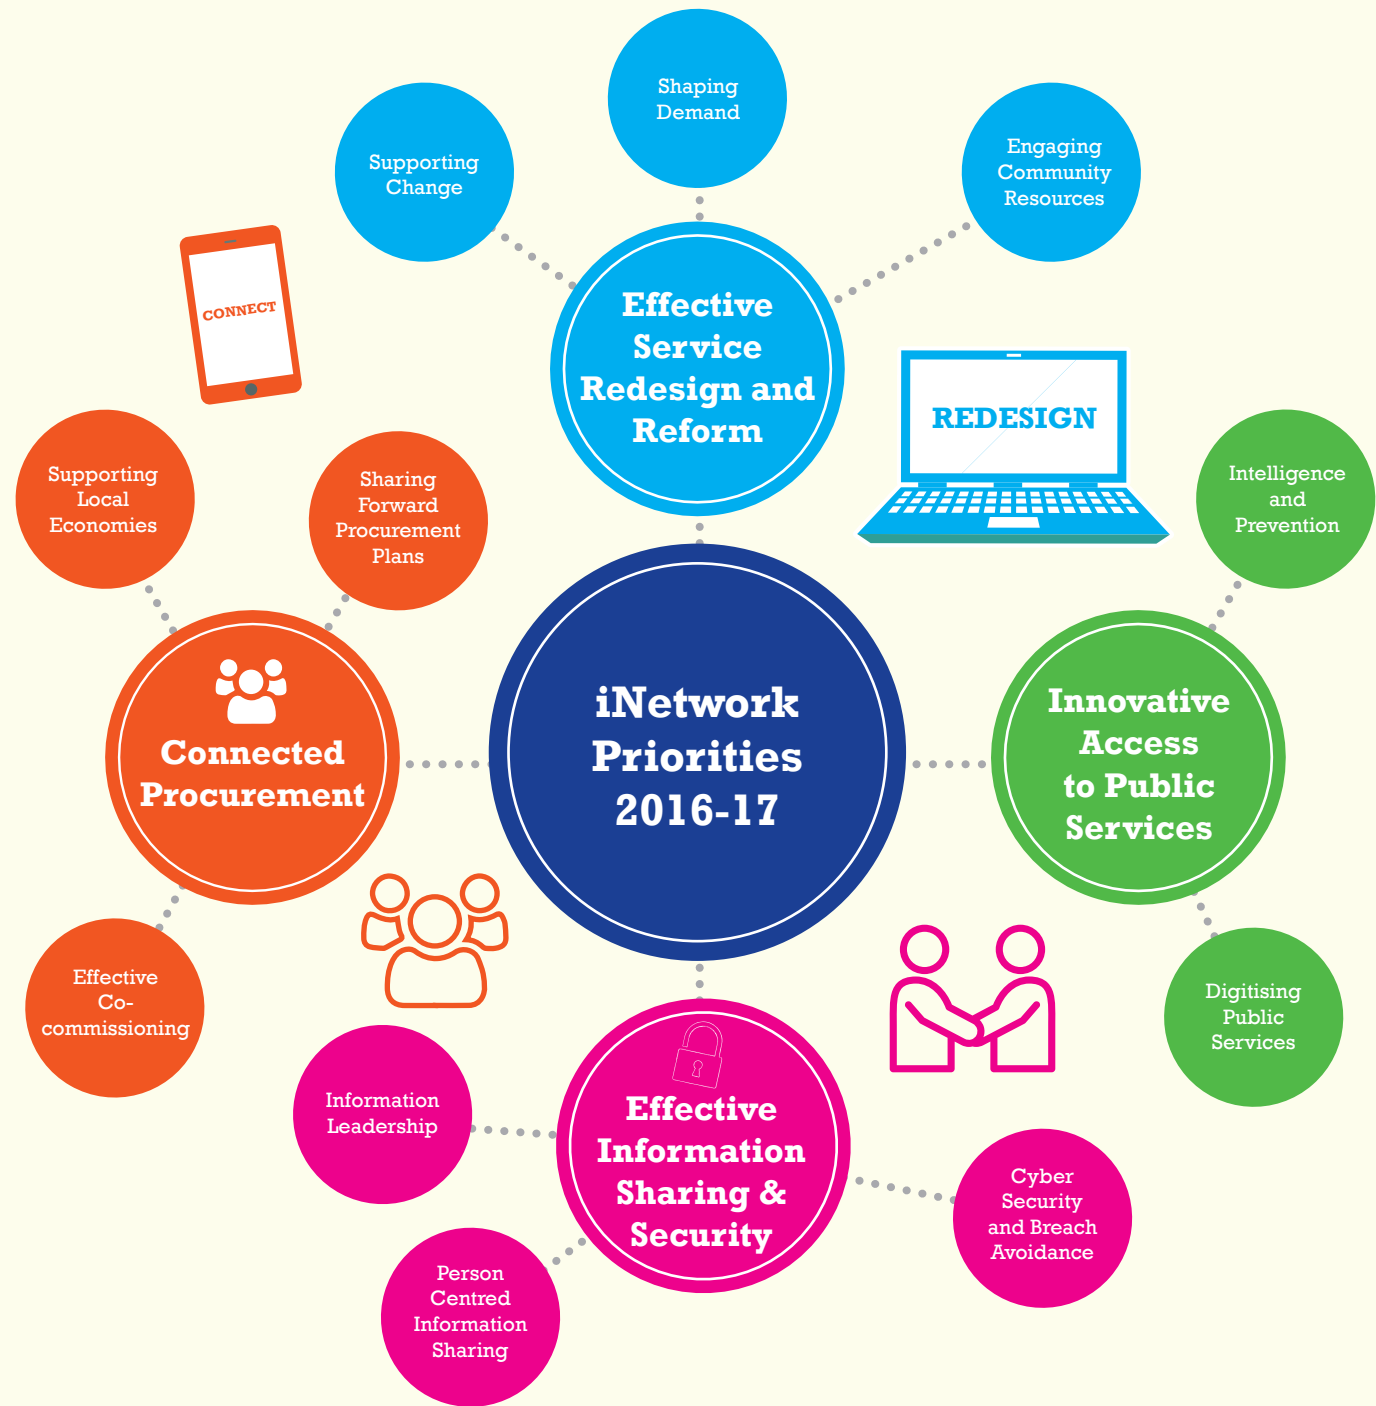 Shaping
Demand
Supporting
Change
Engaging
Community
Resources
CONNECT
Effective
Service
Redesign and
Reform
REDESIGN
Supporting
Local
Economies
Sharing
Forward
Procurement
Plans
Intelligence
and
Prevention
Connected
Procurement
iNetwork
Priorities
2016-17
Innovative
Access
to Public
Services
Effective
Co-
commissioning
Digitising
Public
Services
Information
Leadership
Effective
Information
Sharing &
Security
Cyber
Security
and Breach
Avoidance
Person
Centred
Information
Sharing